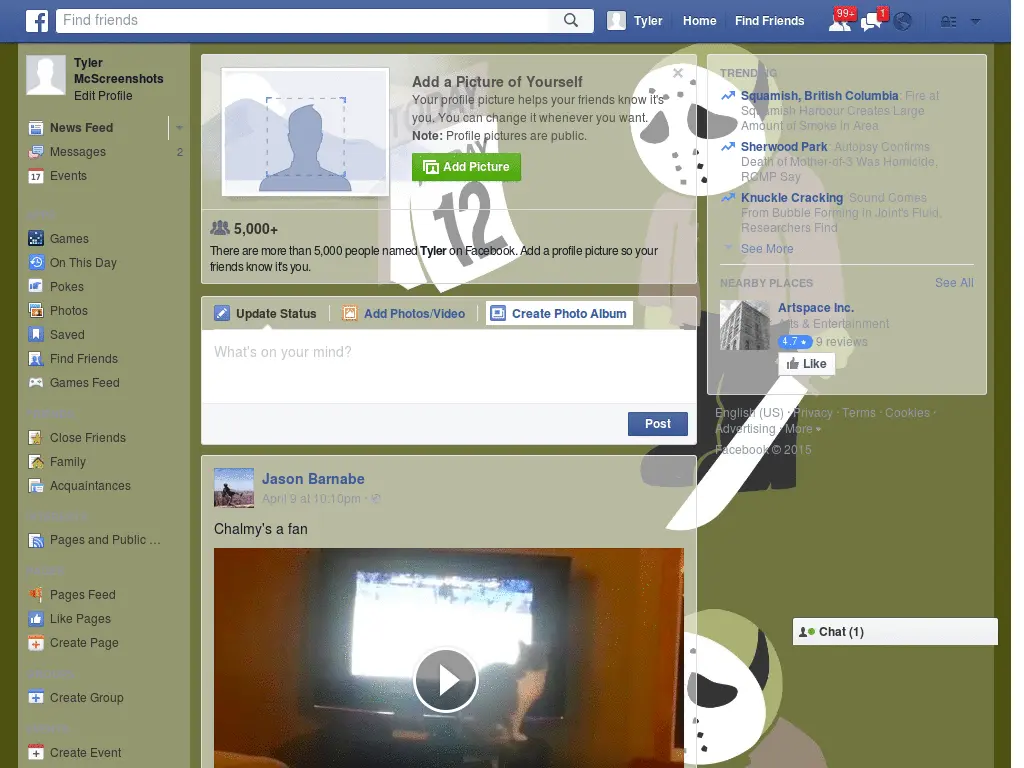 f
Find friends
Tyler
Home
Find Friends
99+
1
Tyler
McScreenshots
Edit Profile
News Feed
Messages 2
17 Events
Games
On This Day
Pokes
Photos
Saved
Find Friends
Games Feed
Close Friends
Family
Acquaintances
Pages and Public ...
Pages Feed
Like Pages
Create Page
Create Group
Create Event
Add a Picture of Yourself
Your profile picture helps your friends know it's
you. You can change it whenever you want.
Note: Profile pictures are public.
Add Picture
TODAY
12
5,000+
There are more than 5,000 people named Tyler on Facebook. Add a profile picture so your
friends know it's you.
Update Status
Add Photos/Video
Create Photo Album
What's on your mind?
Post
Jason Barnabe
April 9 at 10:10pm ·
Chalmy's a fan
TRENDING
Squamish, British Columbia: Fire at
Squamish Harbour Creates Large
Amount of Smoke in Area
Sherwood Park: Autopsy Confirms
Death of Mother-of-3 Was Homicide,
RCMP Say
Knuckle Cracking: Sound Comes
From Bubble Forming in Joint's Fluid,
Researchers Find
See More
NEARBY PLACES See All
Artspace Inc.
Arts & Entertainment
4.7 ★ 9 reviews
Like
English (US) · Privacy · Terms · Cookies ·
Advertising · More
Facebook © 2015
Chat (1)